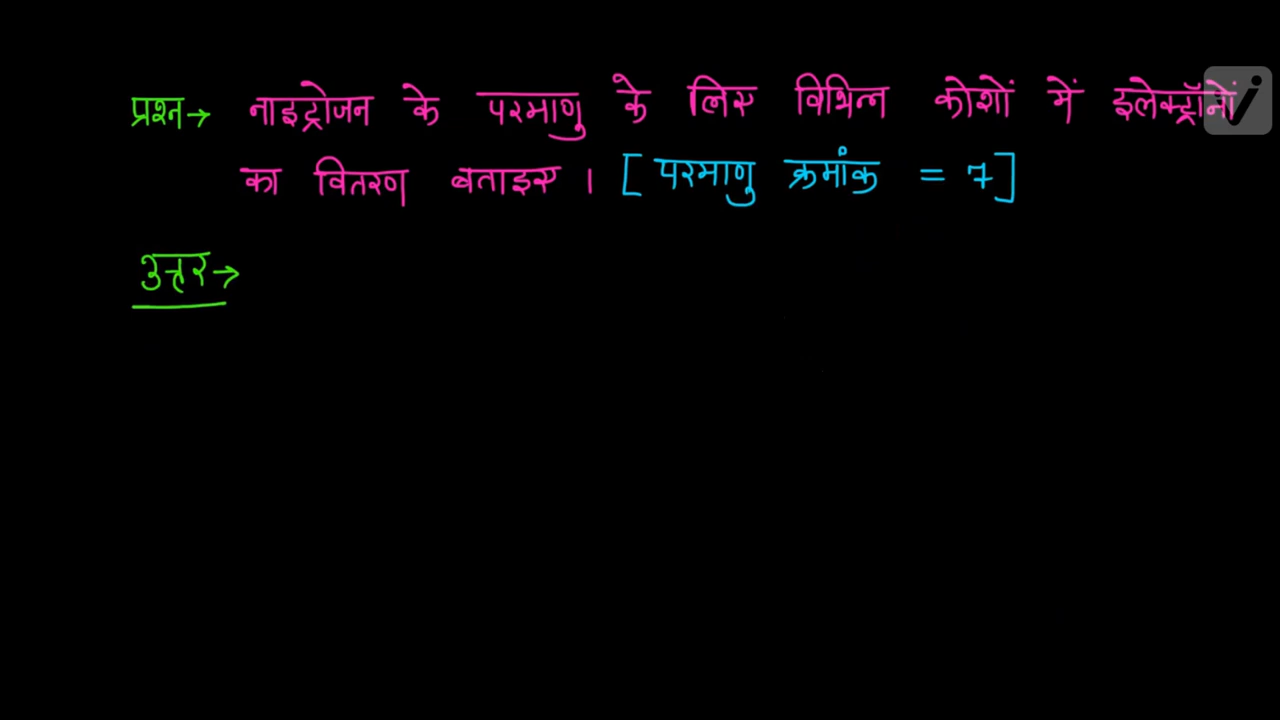 प्रश्न→ नाइट्रोजन के परमाणु के लिए विभिन्न कोशों में इलेक्ट्रॉनों
का वितरण बताइए । [परमाणु क्रमांक = 7]
उत्तर→